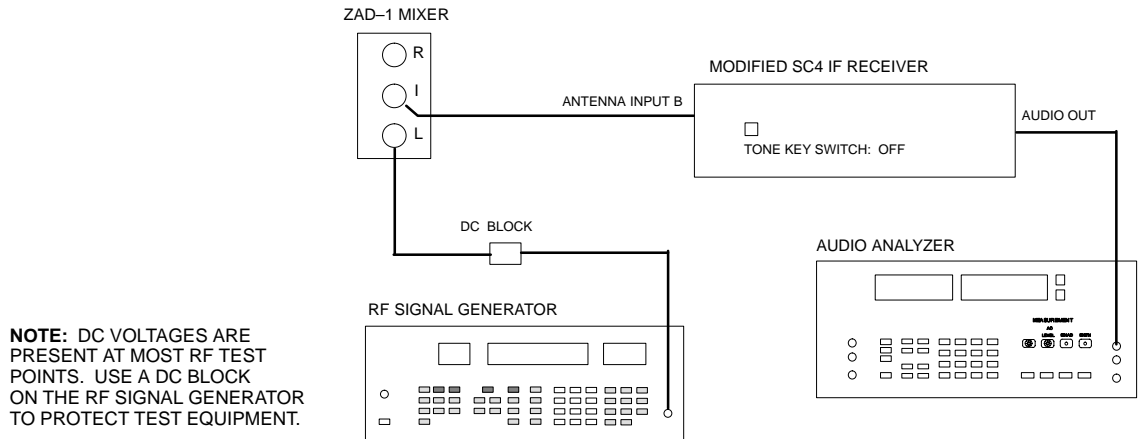 ZAD–1 MIXER
R
I
L
MODIFIED SC4 IF RECEIVER
ANTENNA INPUT B
AUDIO OUT
TONE KEY SWITCH: OFF
DC BLOCK
AUDIO ANALYZER
RF SIGNAL GENERATOR
MEASUREMENT
AC
LEVEL
NOTE: DC VOLTAGES ARE
PRESENT AT MOST RF TEST
POINTS. USE A DC BLOCK
ON THE RF SIGNAL GENERATOR
TO PROTECT TEST EQUIPMENT.